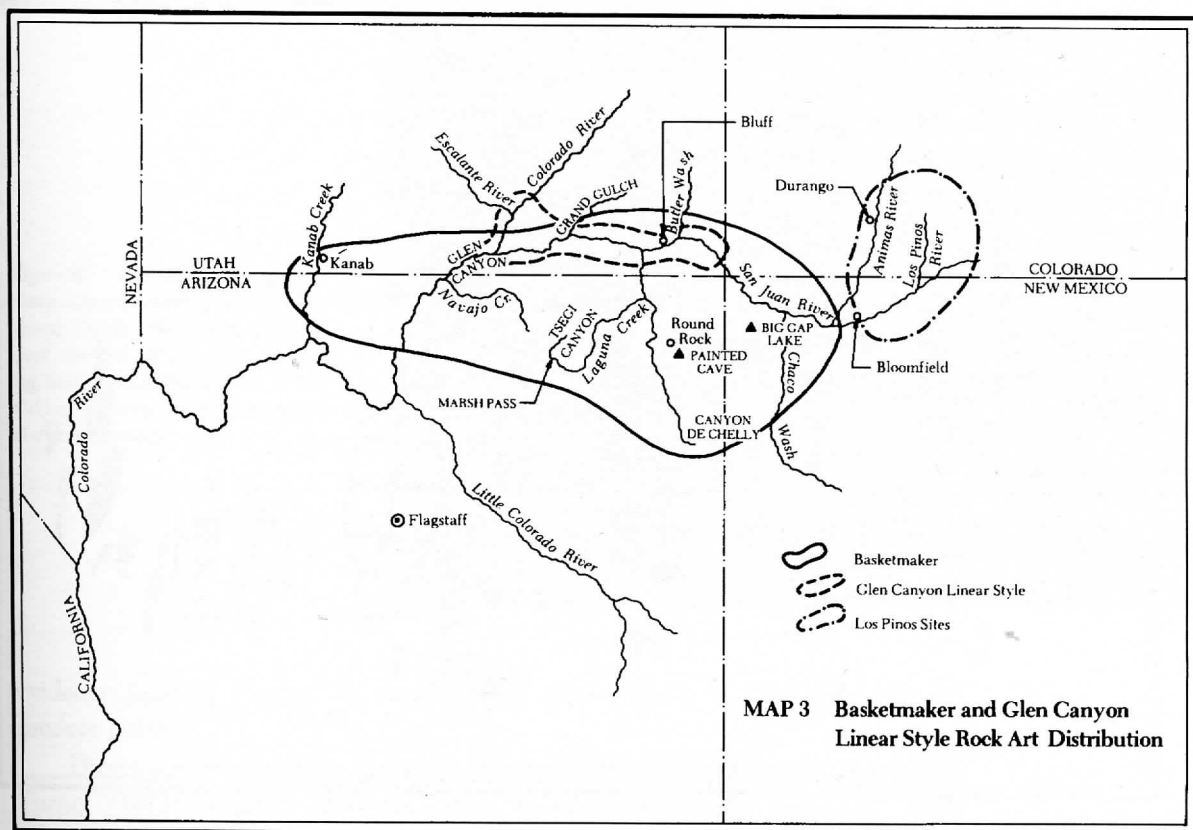 Bluff
Escalante River
Colorado River
Butler Wash
GRAND GULCH
Durango
Animas River
Los Pinos
River
Kanab Creek
Kanab
GLEN
CANYON
NEVADA
UTAH
ARIZONA
COLORADO
NEW MEXICO
San Juan River
Navajo Cr.
TSEGI
CANYON
Laguna Creek
Round
Rock
PAINTED
CAVE
BIG GAP
LAKE
Chaco
Wash
Bloomfield
MARSH PASS
CANYON
DE CHELLY
Colorado River
Little Colorado River
Flagstaff
CALIFORNIA
Basketmaker
Glen Canyon Linear Style
Los Pinos Sites
MAP 3 Basketmaker and Glen Canyon
Linear Style Rock Art Distribution